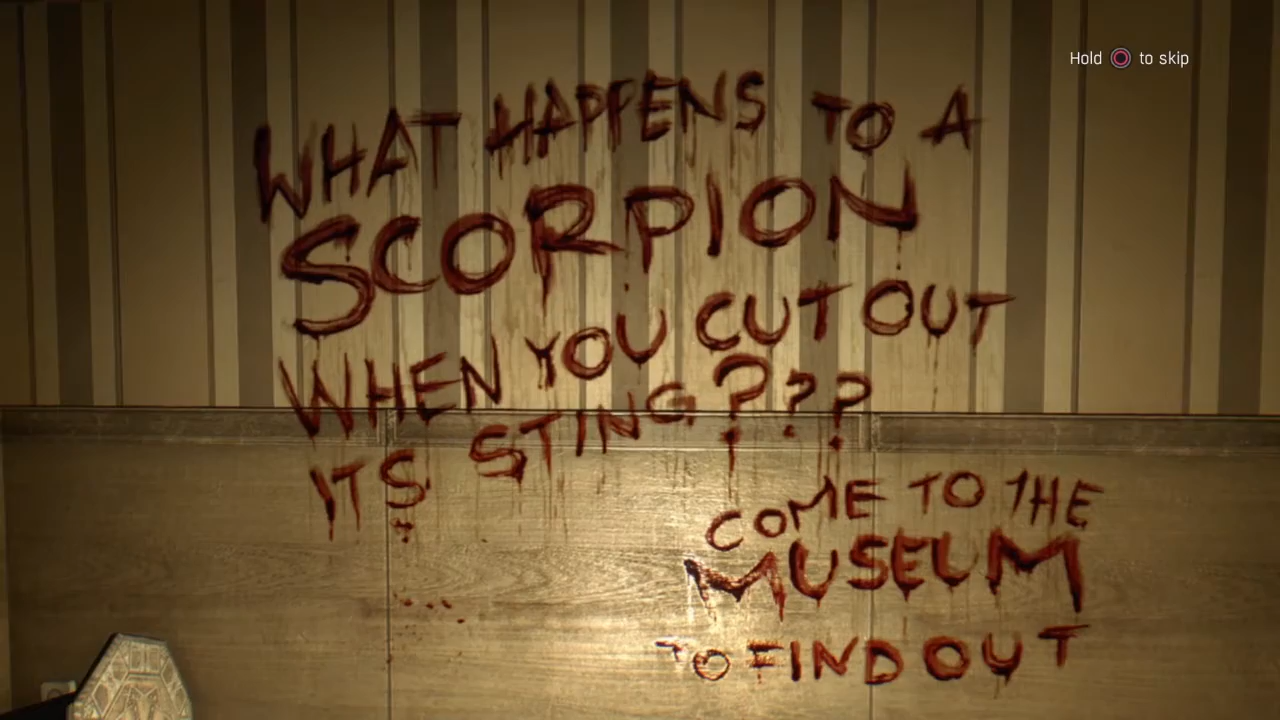 Hold to skip
WHAT HAPPENS TO A
SCORPION
WHEN YOU CUT OUT
ITS STING???
COME TO THE
MUSEUM
TO FIND OUT